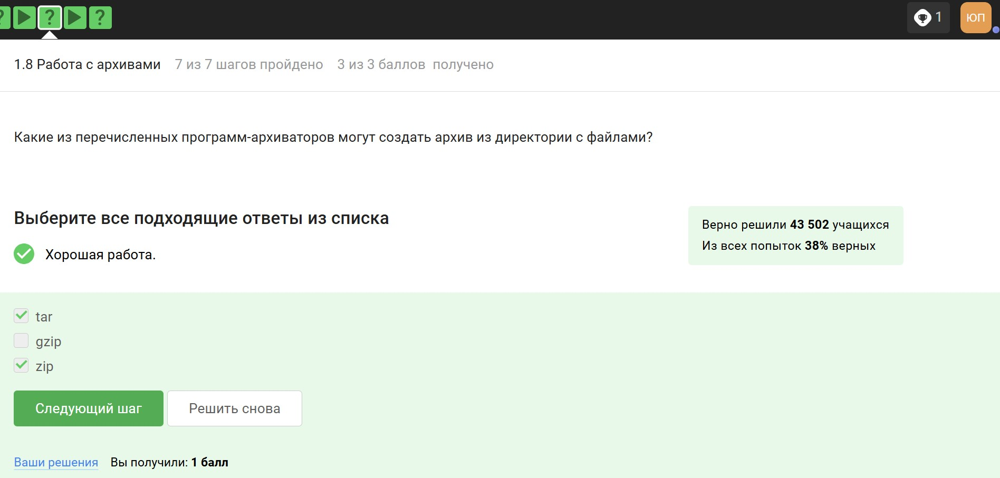 ?
?
?
1
ЮП
1.8 Работа с архивами 7 из 7 шагов пройдено 3 из 3 баллов получено
Какие из перечисленных программ-архиваторов могут создать архив из директории с файлами?
Выберите все подходящие ответы из списка
Верно решили 43 502 учащихся
Из всех попыток 38% верных
Хорошая работа.
tar
gzip
zip
Следующий шаг
Решить снова
Ваши решения Вы получили: 1 балл